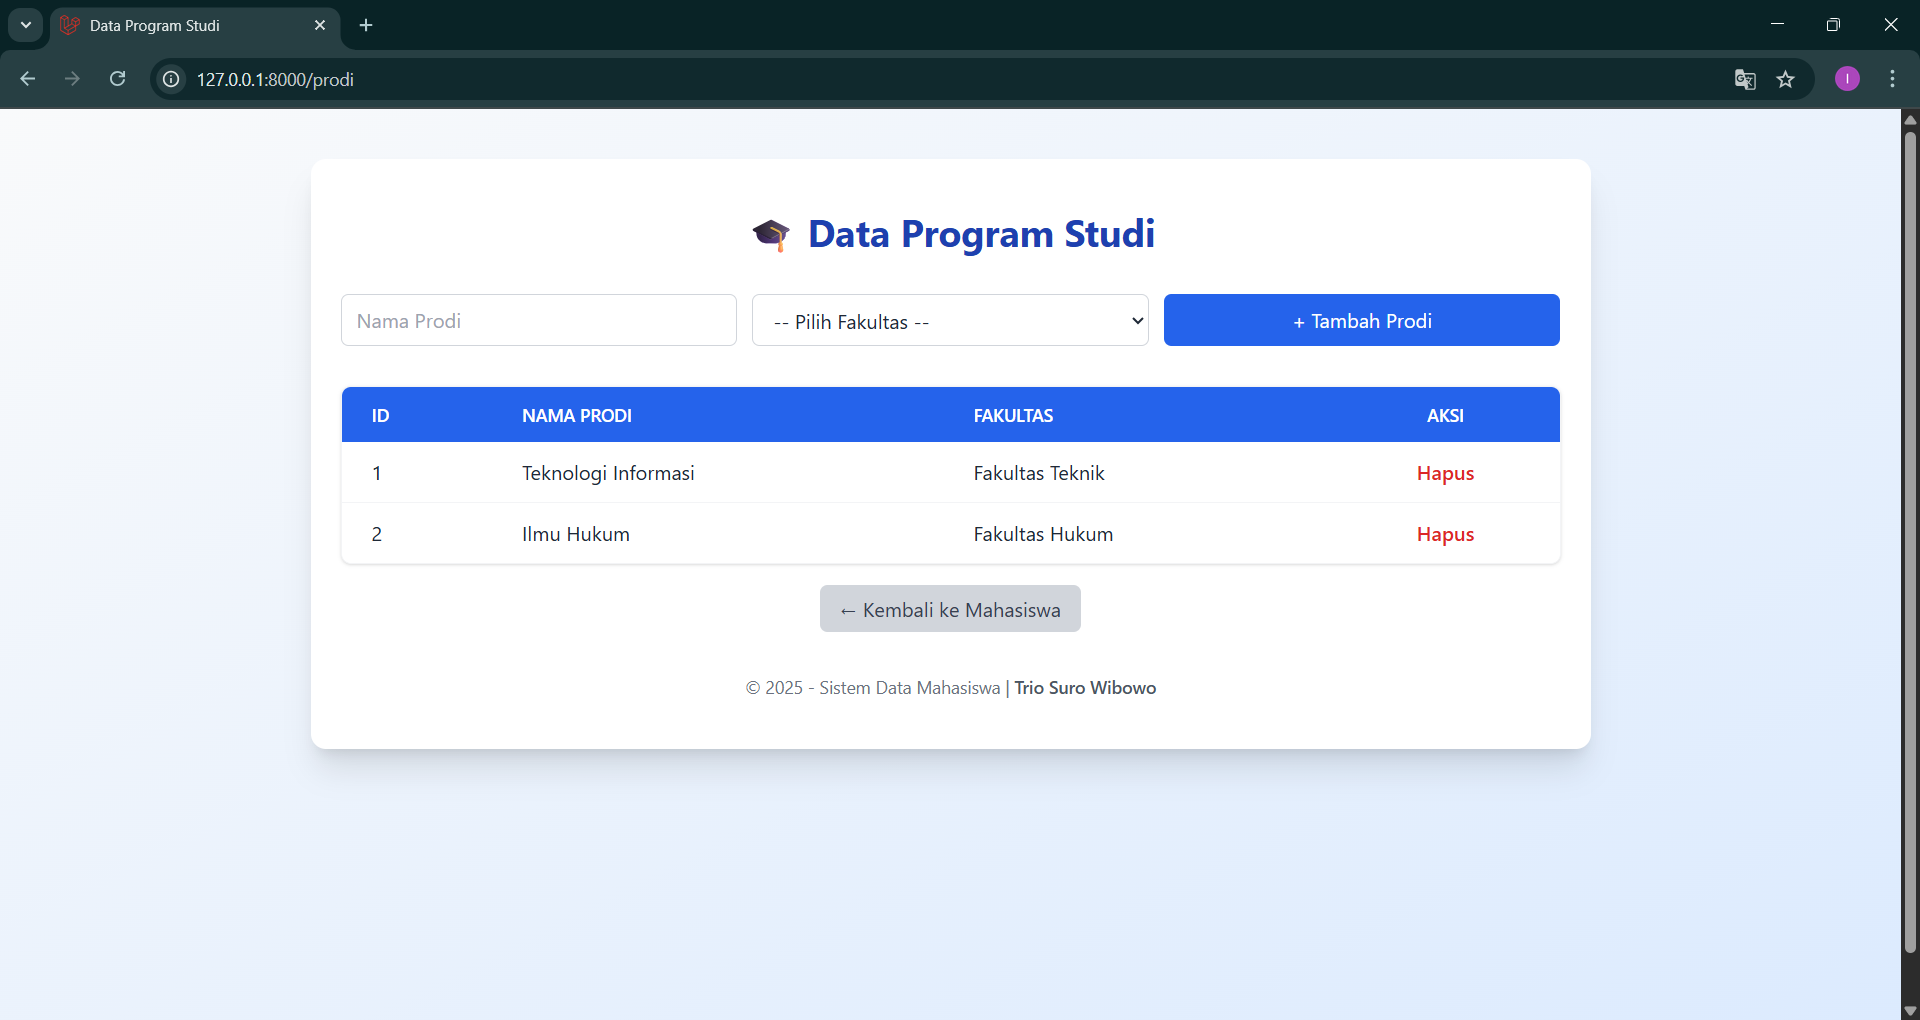 Data Program Studi
127.0.0.1:8000/prodi
I
Data Program Studi
Nama Prodi
-- Pilih Fakultas --
+ Tambah Prodi
ID NAMA PRODI FAKULTAS AKSI
1 Teknologi Informasi Fakultas Teknik Hapus
2 Ilmu Hukum Fakultas Hukum Hapus
← Kembali ke Mahasiswa
© 2025 - Sistem Data Mahasiswa | Trio Suro Wibowo